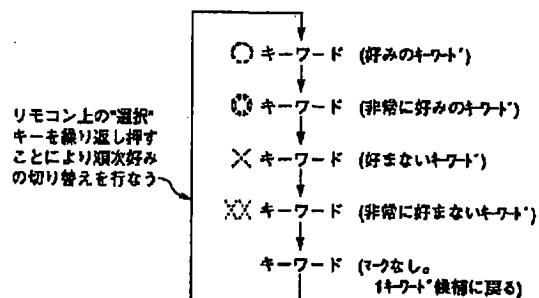 ○ キーワード (好みのキーワード)
◎ キーワード (非常に好みのキーワード)
リモコン上の"選択"
キーを繰り返し押す
ことにより順次好み
の切り替えを行なう
× キーワード (好まないキーワード)
×× キーワード (非常に好まないキーワード)
キーワード (マークなし。
1キーワード候補に戻る)